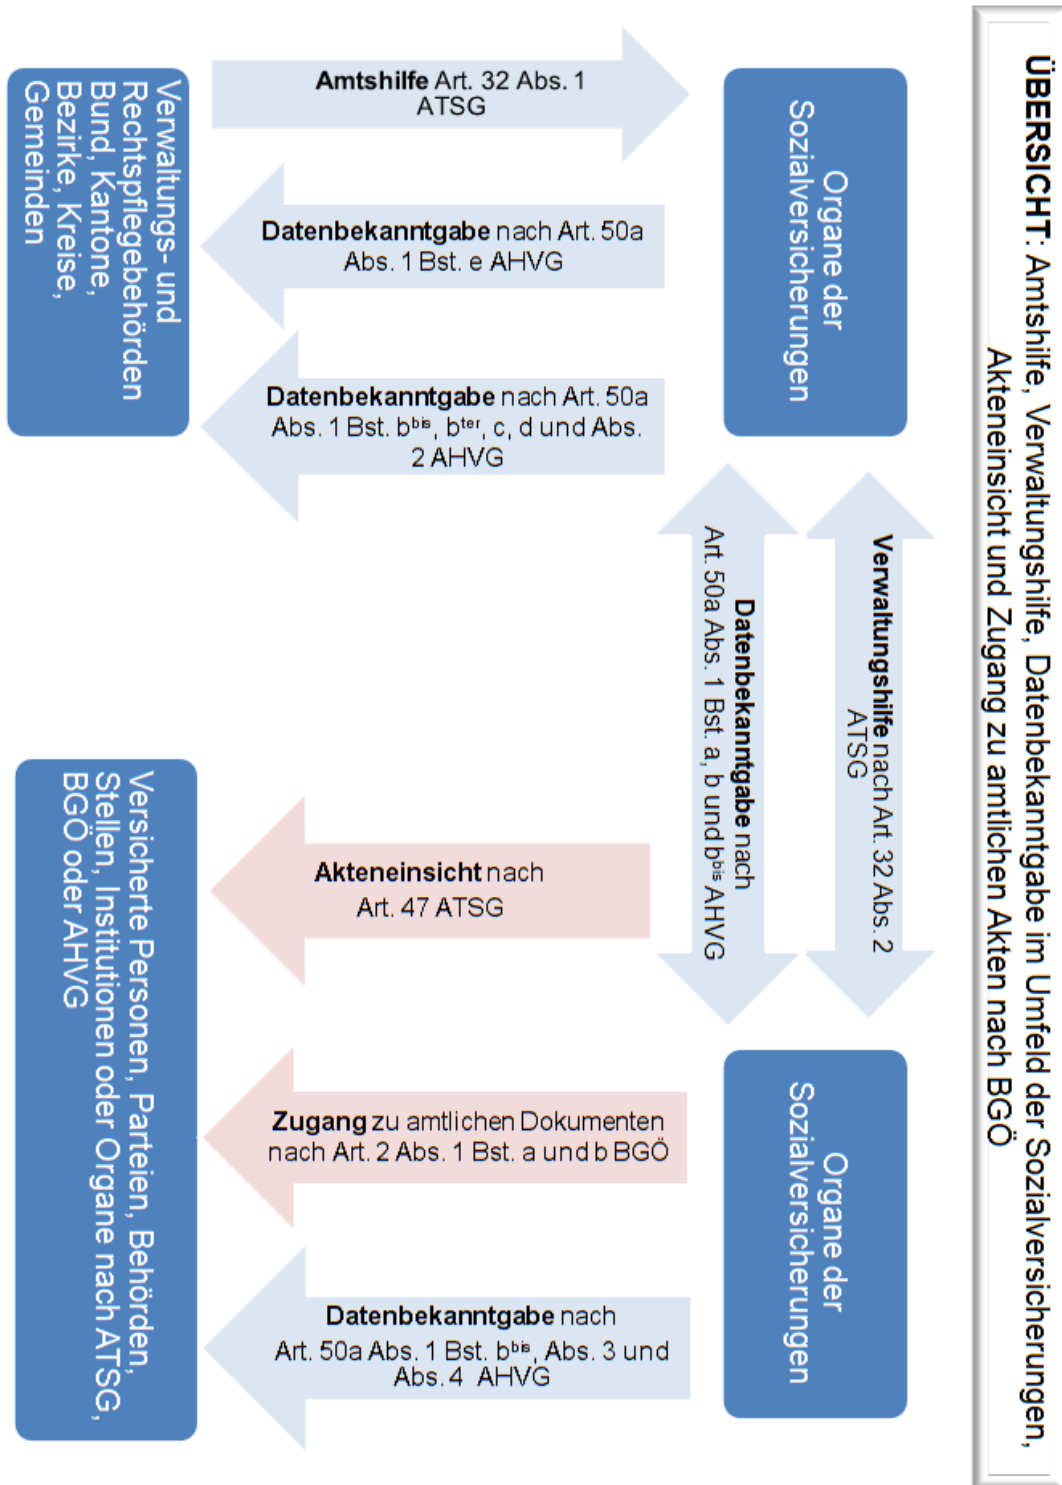 ÜBERSICHT: Amtshilfe, Verwaltungshilfe, Datenbekanntgabe im Umfeld der Sozialversicherungen,
Akteneinsicht und Zugang zu amtlichen Akten nach BGÖ
Organe der
Sozialversicherungen
Verwaltungshilfe nach Art. 32 Abs. 2
ATSG
Datenbekanntgabe nach
Art. 50a Abs. 1 Bst. a, b und bᵇⁱˢ AHVG
Organe der
Sozialversicherungen
Amtshilfe Art. 32 Abs. 1
ATSG
Datenbekanntgabe nach Art. 50a
Abs. 1 Bst. e AHVG
Datenbekanntgabe nach Art. 50a
Abs. 1 Bst. bᵇⁱˢ, bᵗᵉʳ, c, d und Abs.
2 AHVG
Akteneinsicht nach
Art. 47 ATSG
Zugang zu amtlichen Dokumenten
nach Art. 2 Abs. 1 Bst. a und b BGÖ
Datenbekanntgabe nach
Art. 50a Abs. 1 Bst. bᵇⁱˢ, Abs. 3 und
Abs. 4 AHVG
Verwaltungs- und
Rechtspflegebehörden
Bund, Kantone,
Bezirke, Kreise,
Gemeinden
Versicherte Personen, Parteien, Behörden,
Stellen, Institutionen oder Organe nach ATSG,
BGÖ oder AHVG